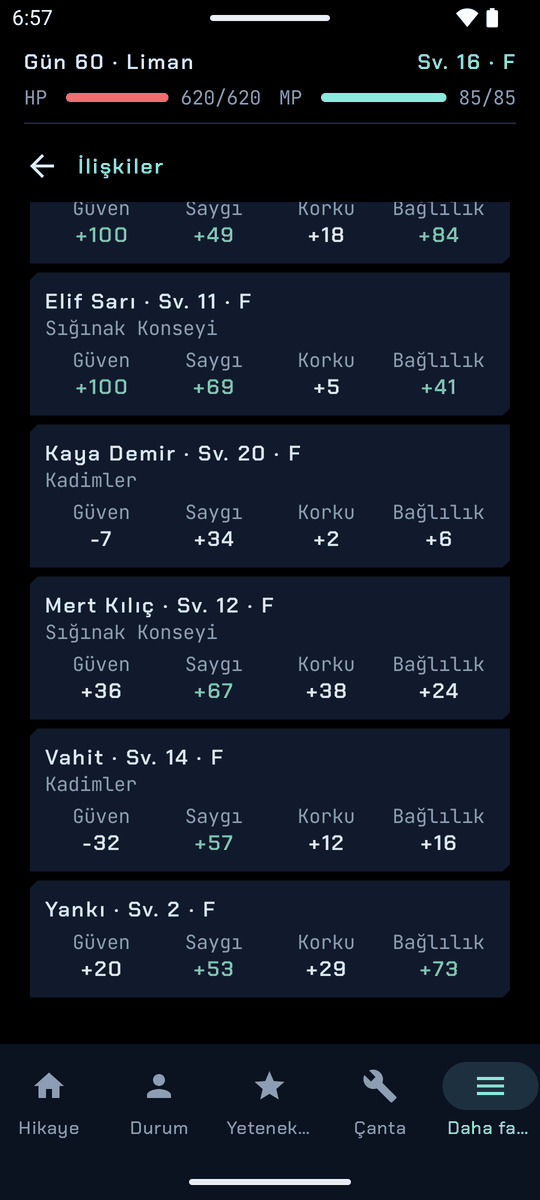 6:57
Gün 60 · Liman Sv. 16 · F
HP 620/620 MP 85/85
İlişkiler
Güven Saygı Korku Bağlılık
+100 +49 +18 +84
Elif Sarı · Sv. 11 · F
Sığınak Konseyi
Güven Saygı Korku Bağlılık
+100 +69 +5 +41
Kaya Demir · Sv. 20 · F
Kadimler
Güven Saygı Korku Bağlılık
-7 +34 +2 +6
Mert Kılıç · Sv. 12 · F
Sığınak Konseyi
Güven Saygı Korku Bağlılık
+36 +67 +38 +24
Vahit · Sv. 14 · F
Kadimler
Güven Saygı Korku Bağlılık
-32 +57 +12 +16
Yankı · Sv. 2 · F
Güven Saygı Korku Bağlılık
+20 +53 +29 +73
Hikaye Durum Yetenek... Çanta Daha fa...